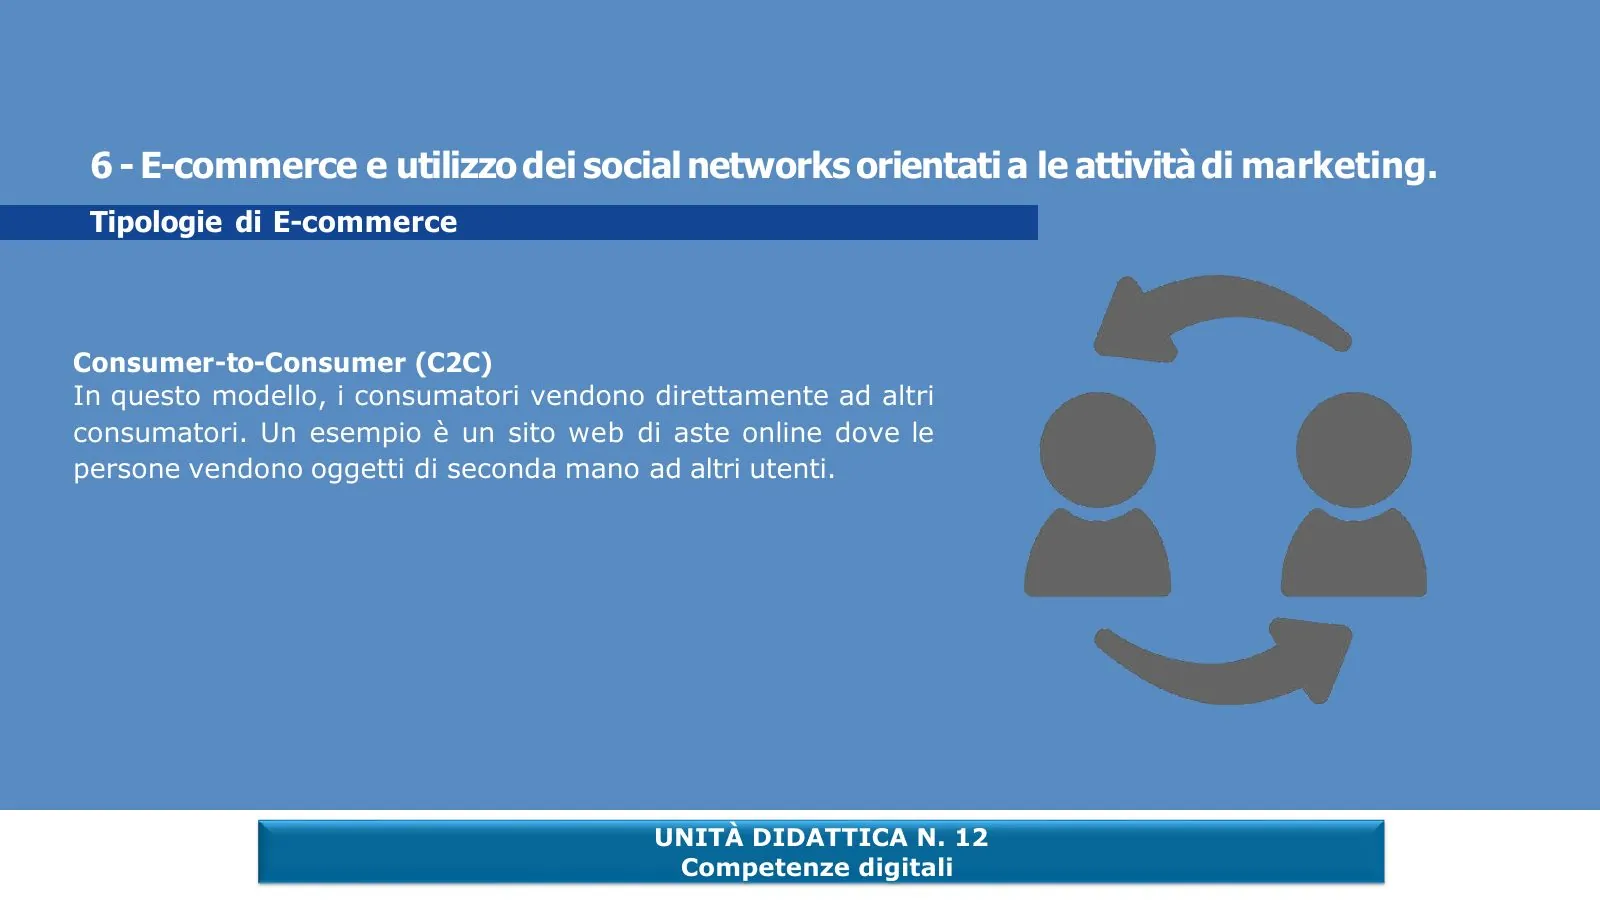 6 - E-commerce e utilizzo dei social networks orientati a le attività di marketing.
Tipologie di E-commerce
Consumer-to-Consumer (C2C)
In questo modello, i consumatori vendono direttamente ad altri
consumatori. Un esempio è un sito web di aste online dove le
persone vendono oggetti di seconda mano ad altri utenti.
UNITÀ DIDATTICA N. 12
Competenze digitali